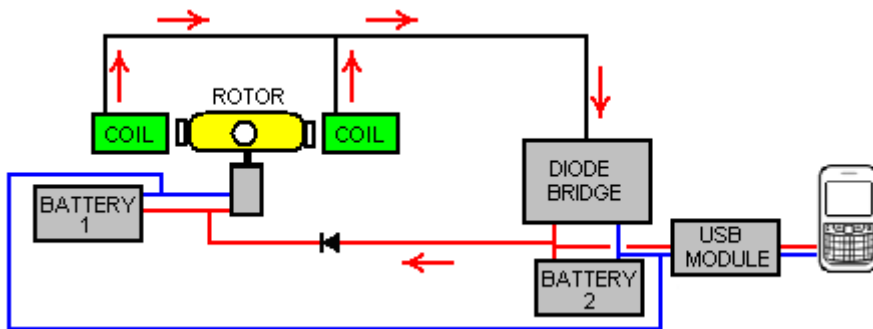 ROTOR
COIL
COIL
DIODE
BRIDGE
BATTERY
1
USB
MODULE
BATTERY
2